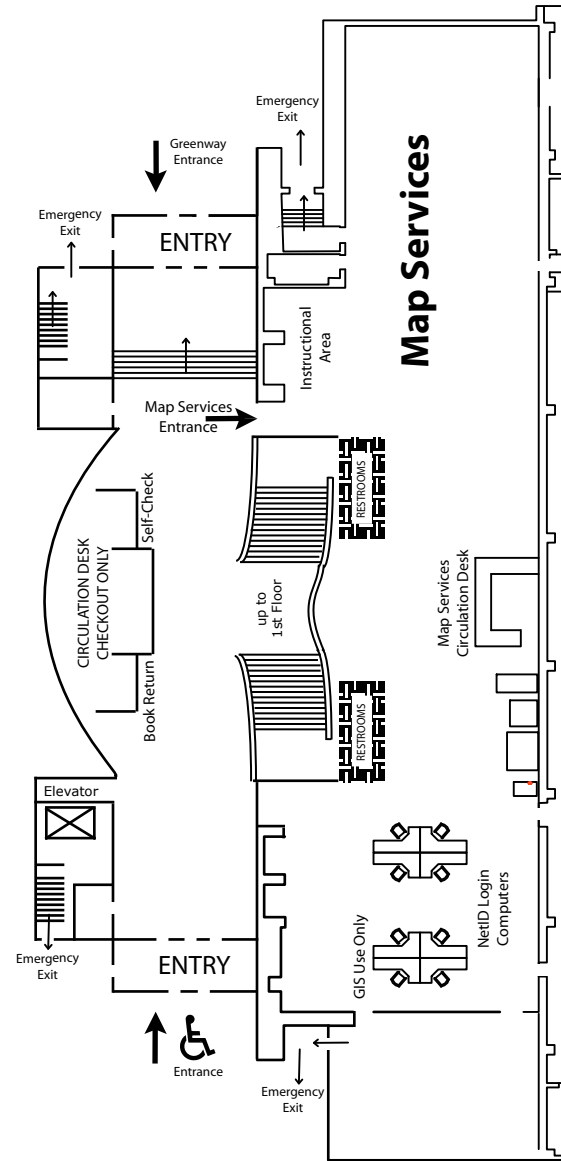 Emergency
Exit
Greenway
Entrance
Emergency
Exit
ENTRY
Map Services
Instructional
Area
Map Services
Entrance
Self-Check
RESTROOMS
CIRCULATION DESK
CHECKOUT ONLY
up to
1st Floor
Map Services
Circulation Desk
Book Return
RESTROOMS
Elevator
NetID Login
Computers
GIS Use Only
Emergency
Exit
ENTRY
Entrance
Emergency
Exit